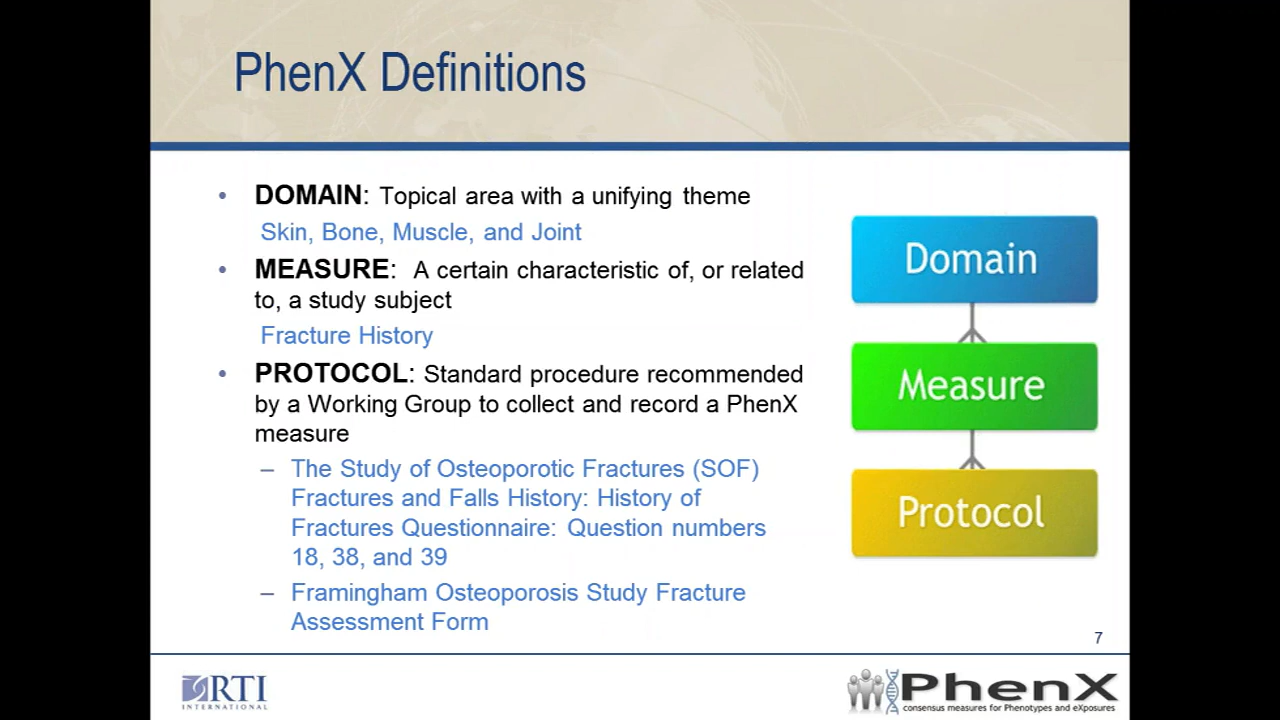 PhenX Definitions
• DOMAIN: Topical area with a unifying theme
Skin, Bone, Muscle, and Joint
• MEASURE: A certain characteristic of, or related
to, a study subject
Fracture History
• PROTOCOL: Standard procedure recommended
by a Working Group to collect and record a PhenX
measure
– The Study of Osteoporotic Fractures (SOF)
Fractures and Falls History: History of
Fractures Questionnaire: Question numbers
18, 38, and 39
– Framingham Osteoporosis Study Fracture
Assessment Form
Domain
Measure
Protocol
7
RTI
INTERNATIONAL
PhenX
consensus measures for Phenotypes and eXposures